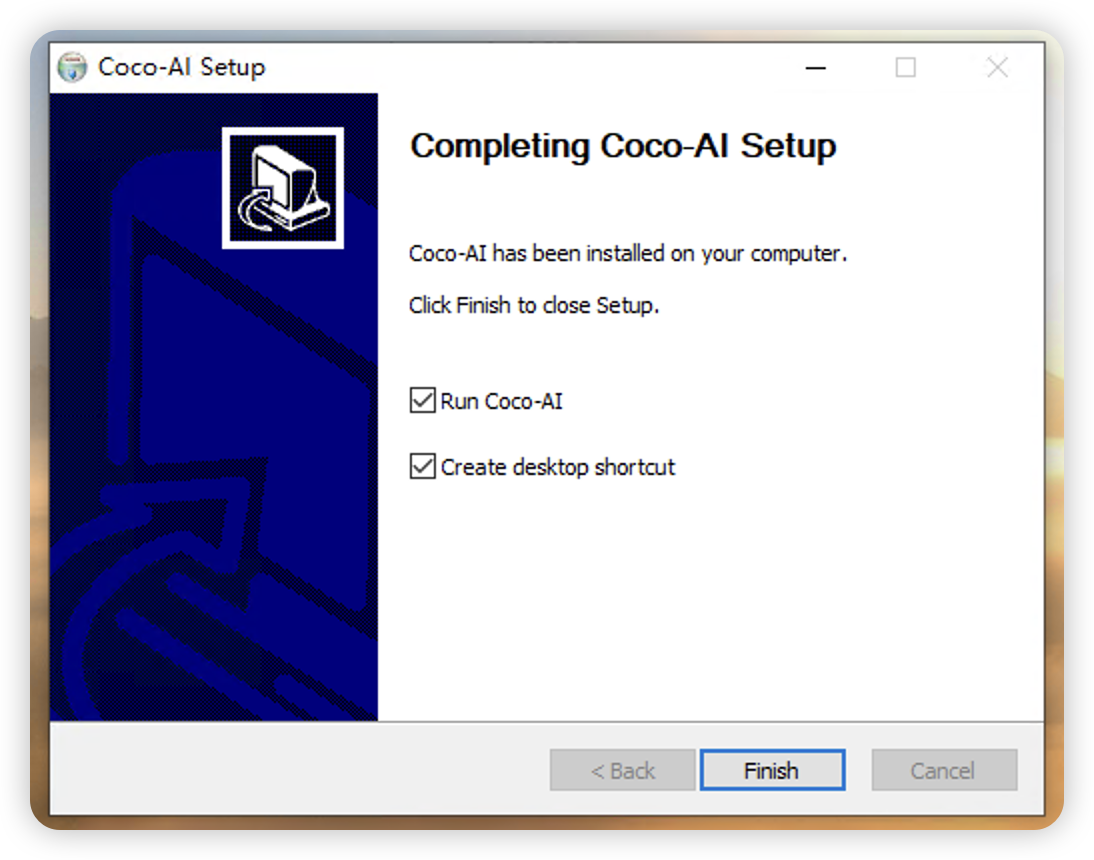 Coco-AI Setup
Completing Coco-AI Setup
Coco-AI has been installed on your computer.
Click Finish to close Setup.
Run Coco-AI
Create desktop shortcut
< Back
Finish
Cancel